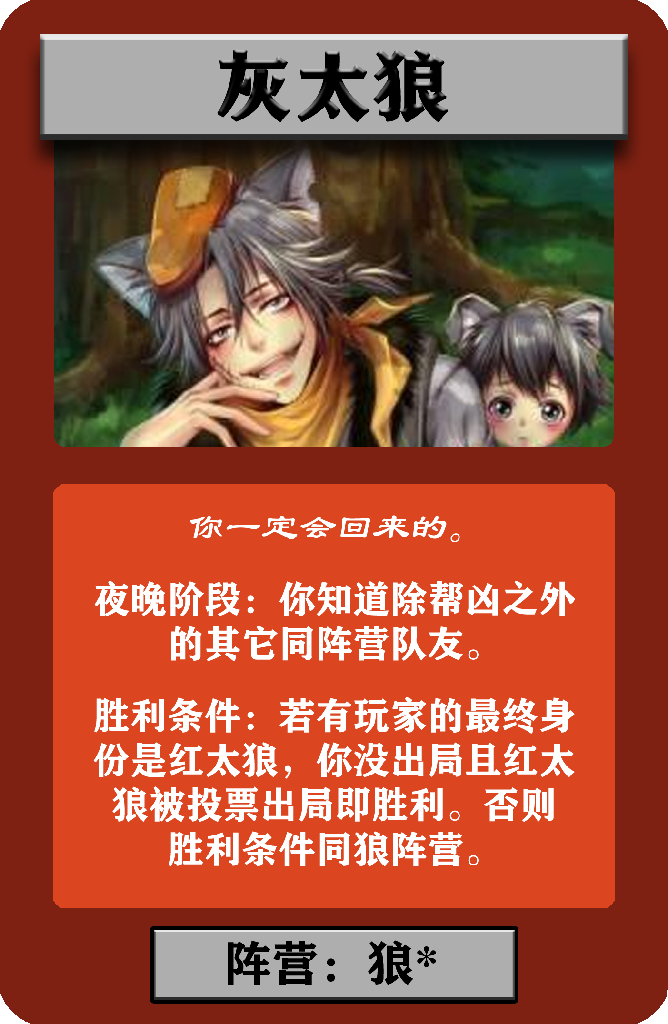 灰太狼
你一定会回来的。
夜晚阶段：你知道除帮凶之外
的其它同阵营队友。
胜利条件：若有玩家的最终身
份是红太狼，你没出局且红太
狼被投票出局即胜利。否则
胜利条件同狼阵营。
阵营：狼*